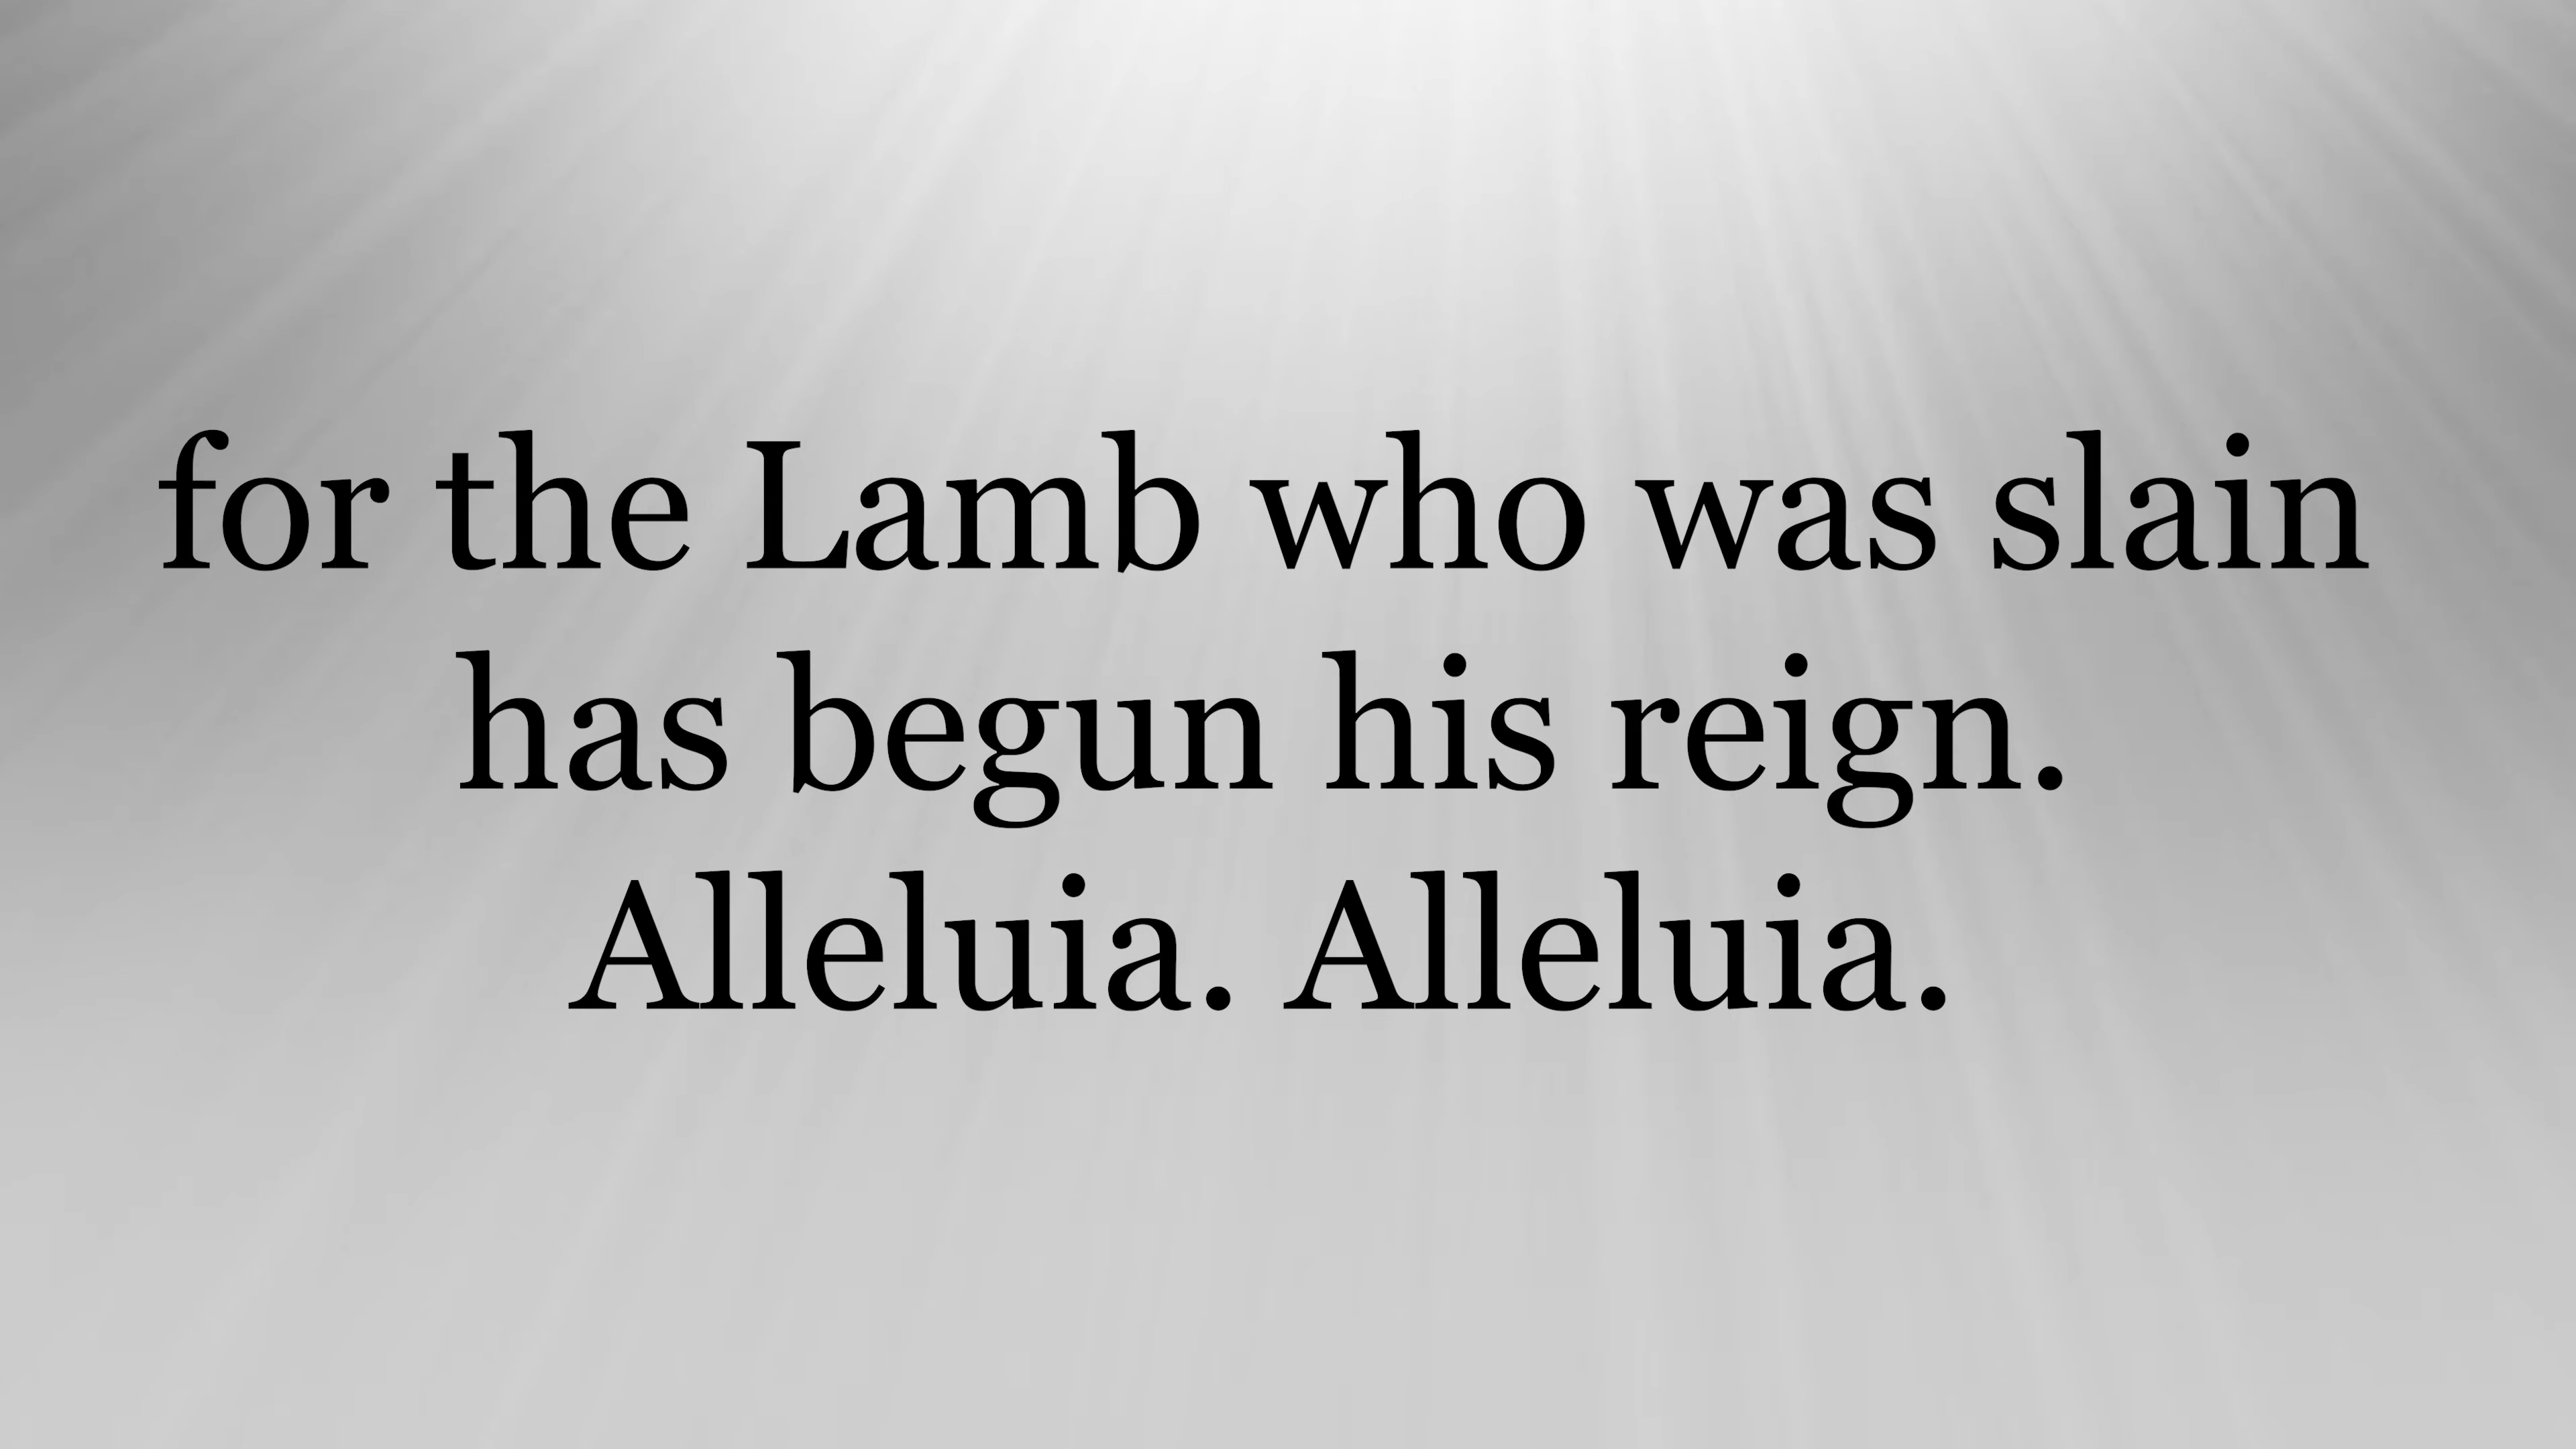 for the Lamb who was slain
has begun his reign.
Alleluia. Alleluia.